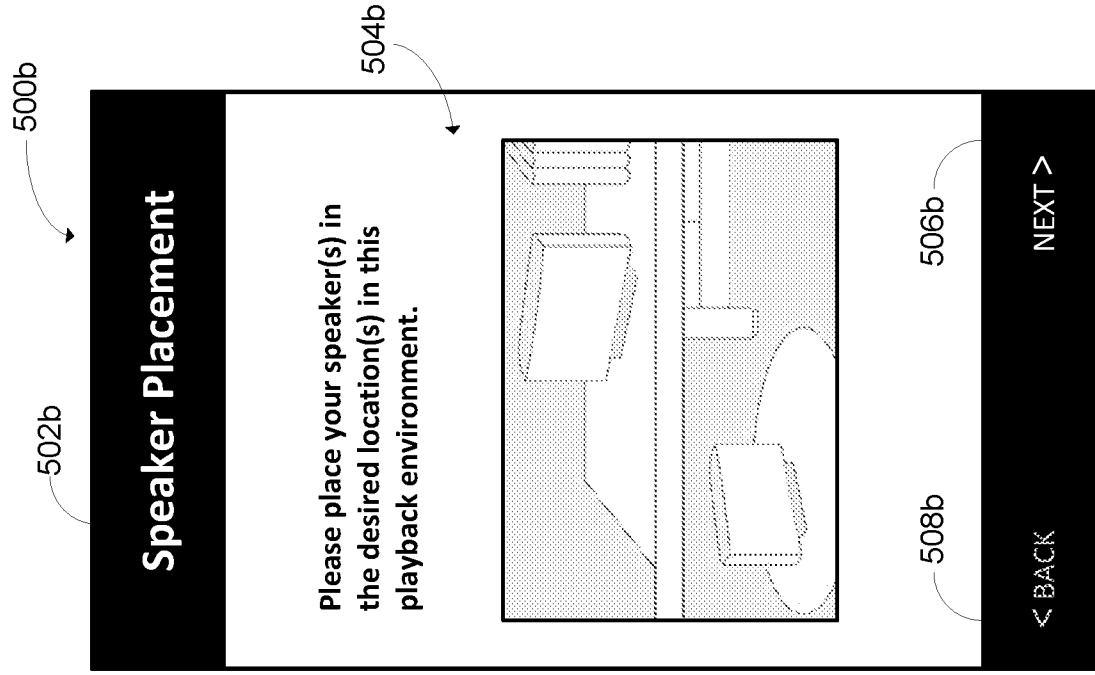 500b
502b
Speaker Placement
Please place your speaker(s) in
the desired location(s) in this
playback environment.
504b
508b
506b
< BACK
NEXT >